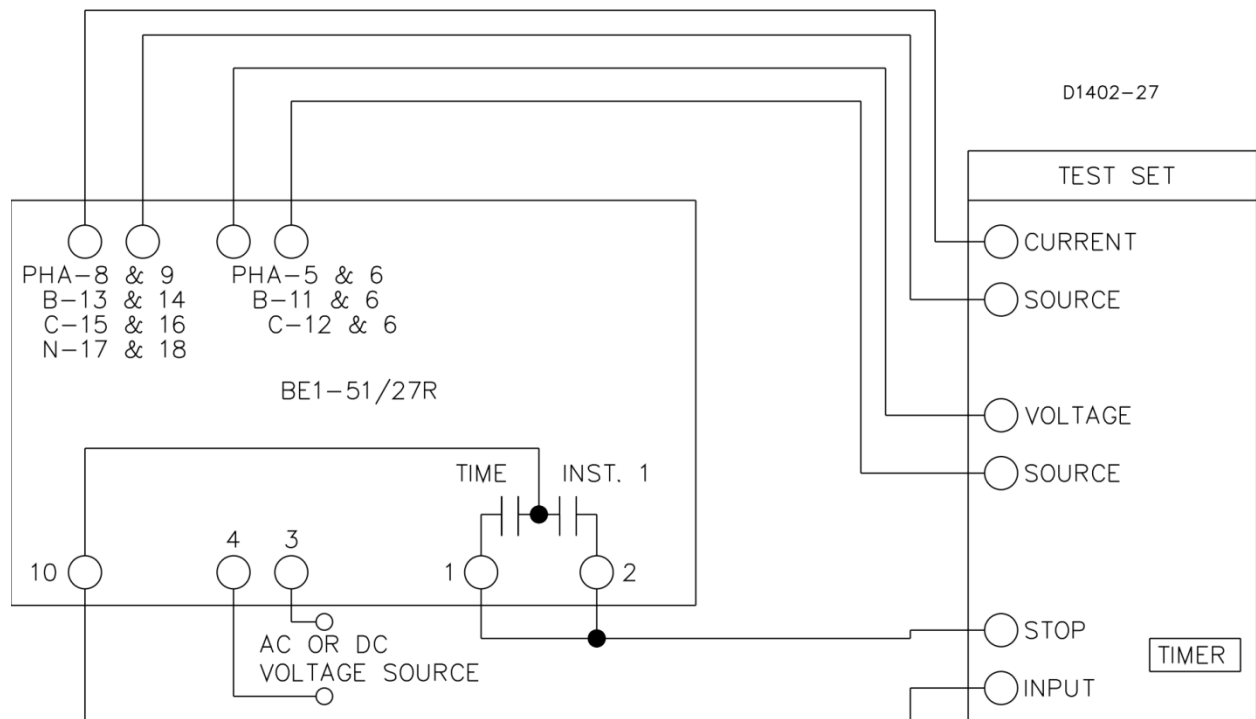 D1402-27
TEST SET
CURRENT
SOURCE
VOLTAGE
SOURCE
PHA-8 & 9
B-13 & 14
C-15 & 16
N-17 & 18
PHA-5 & 6
B-11 & 6
C-12 & 6
BE1-51/27R
TIME
INST. 1
10
4
3
1
2
AC OR DC
VOLTAGE SOURCE
STOP
INPUT
TIMER